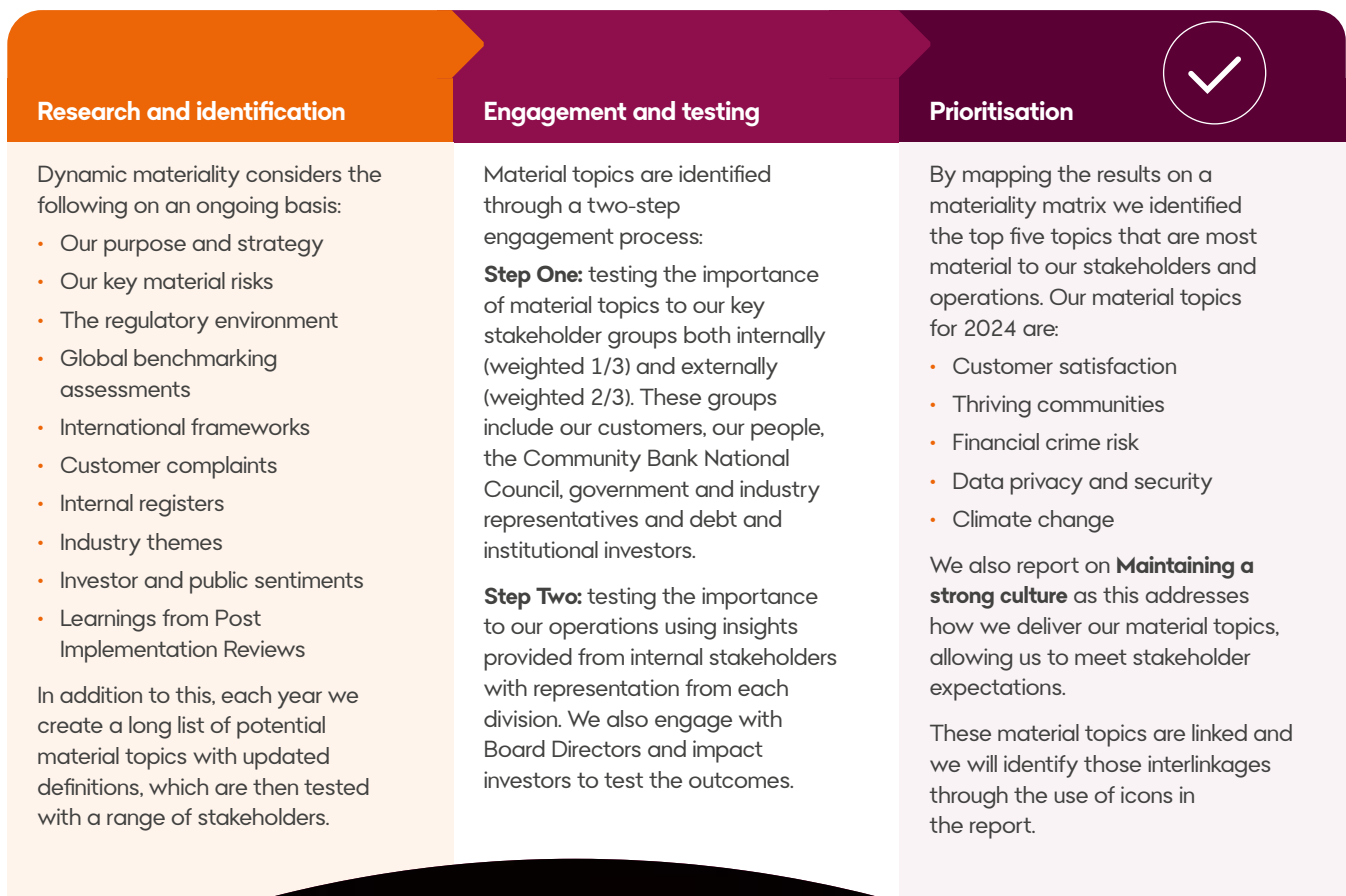 Research and identification
Dynamic materiality considers the
following on an ongoing basis:
• Our purpose and strategy
• Our key material risks
• The regulatory environment
• Global benchmarking
assessments
• International frameworks
• Customer complaints
• Internal registers
• Industry themes
• Investor and public sentiments
• Learnings from Post
Implementation Reviews
In addition to this, each year we
create a long list of potential
material topics with updated
definitions, which are then tested
with a range of stakeholders.
Engagement and testing
Material topics are identified
through a two-step
engagement process:
Step One: testing the importance
of material topics to our key
stakeholder groups both internally
(weighted 1/3) and externally
(weighted 2/3). These groups
include our customers, our people,
the Community Bank National
Council, government and industry
representatives and debt and
institutional investors.
Step Two: testing the importance
to our operations using insights
provided from internal stakeholders
with representation from each
division. We also engage with
Board Directors and impact
investors to test the outcomes.
Prioritisation
By mapping the results on a
materiality matrix we identified
the top five topics that are most
material to our stakeholders and
operations. Our material topics
for 2024 are:
• Customer satisfaction
• Thriving communities
• Financial crime risk
• Data privacy and security
• Climate change
We also report on Maintaining a
strong culture as this addresses
how we deliver our material topics,
allowing us to meet stakeholder
expectations.
These material topics are linked and
we will identify those interlinkages
through the use of icons in
the report.